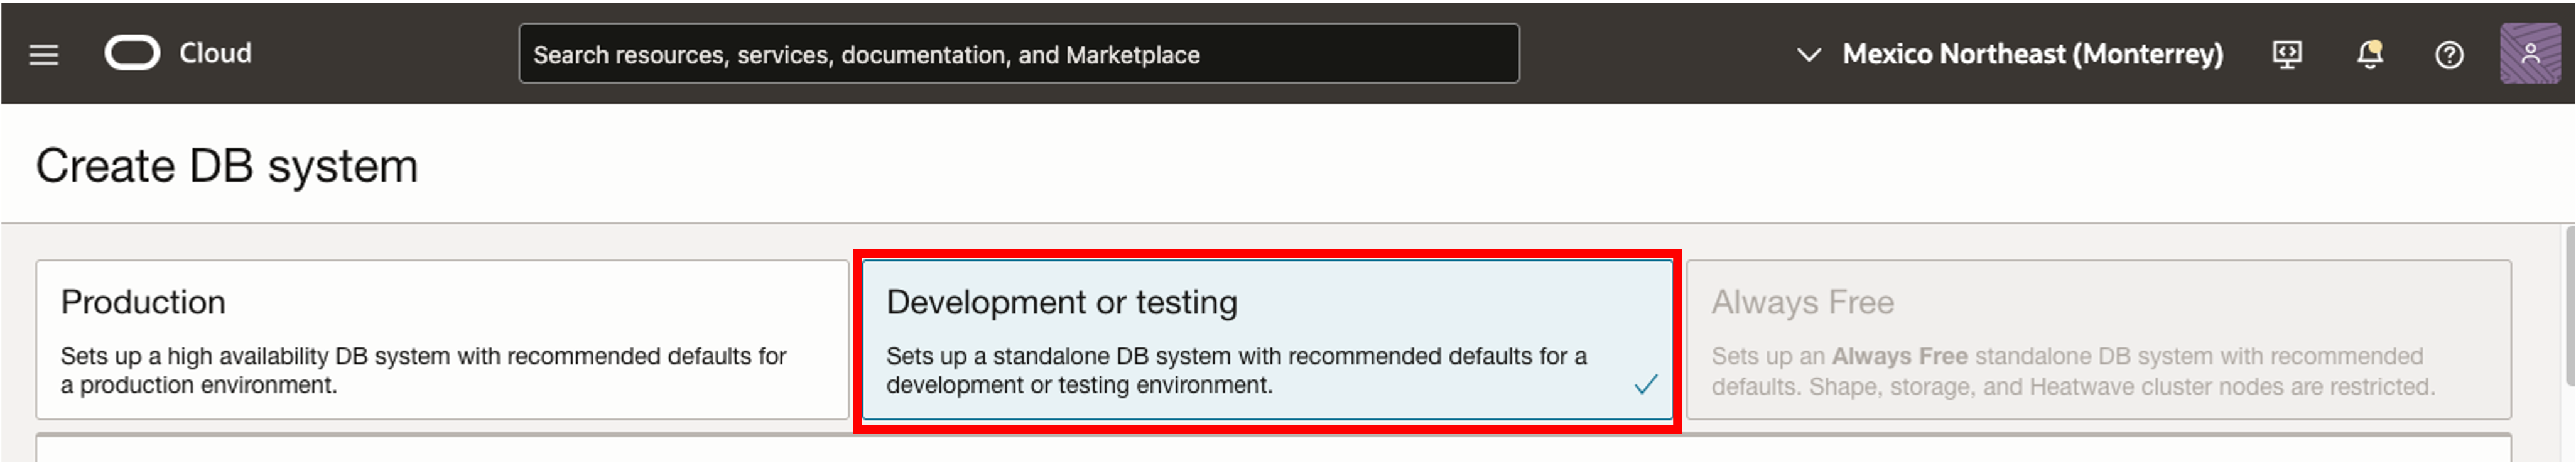 Cloud
Search resources, services, documentation, and Marketplace
Mexico Northeast (Monterrey)
Create DB system
Production
Sets up a high availability DB system with recommended defaults for
a production environment.
Development or testing
Sets up a standalone DB system with recommended defaults for a
development or testing environment.
Always Free
Sets up an Always Free standalone DB system with recommended
defaults. Shape, storage, and Heatwave cluster nodes are restricted.